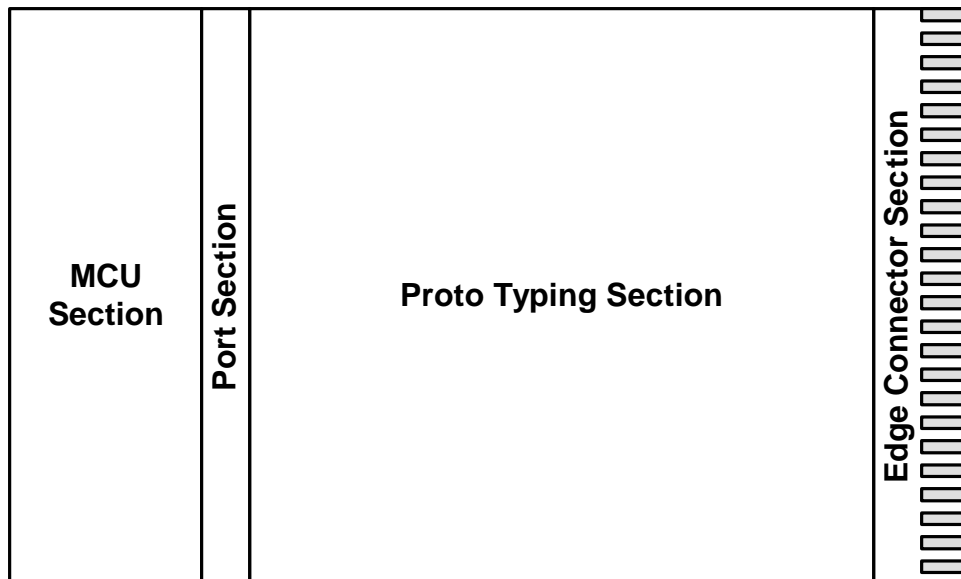 MCU
Section
Port Section
Proto Typing Section
Edge Connector Section